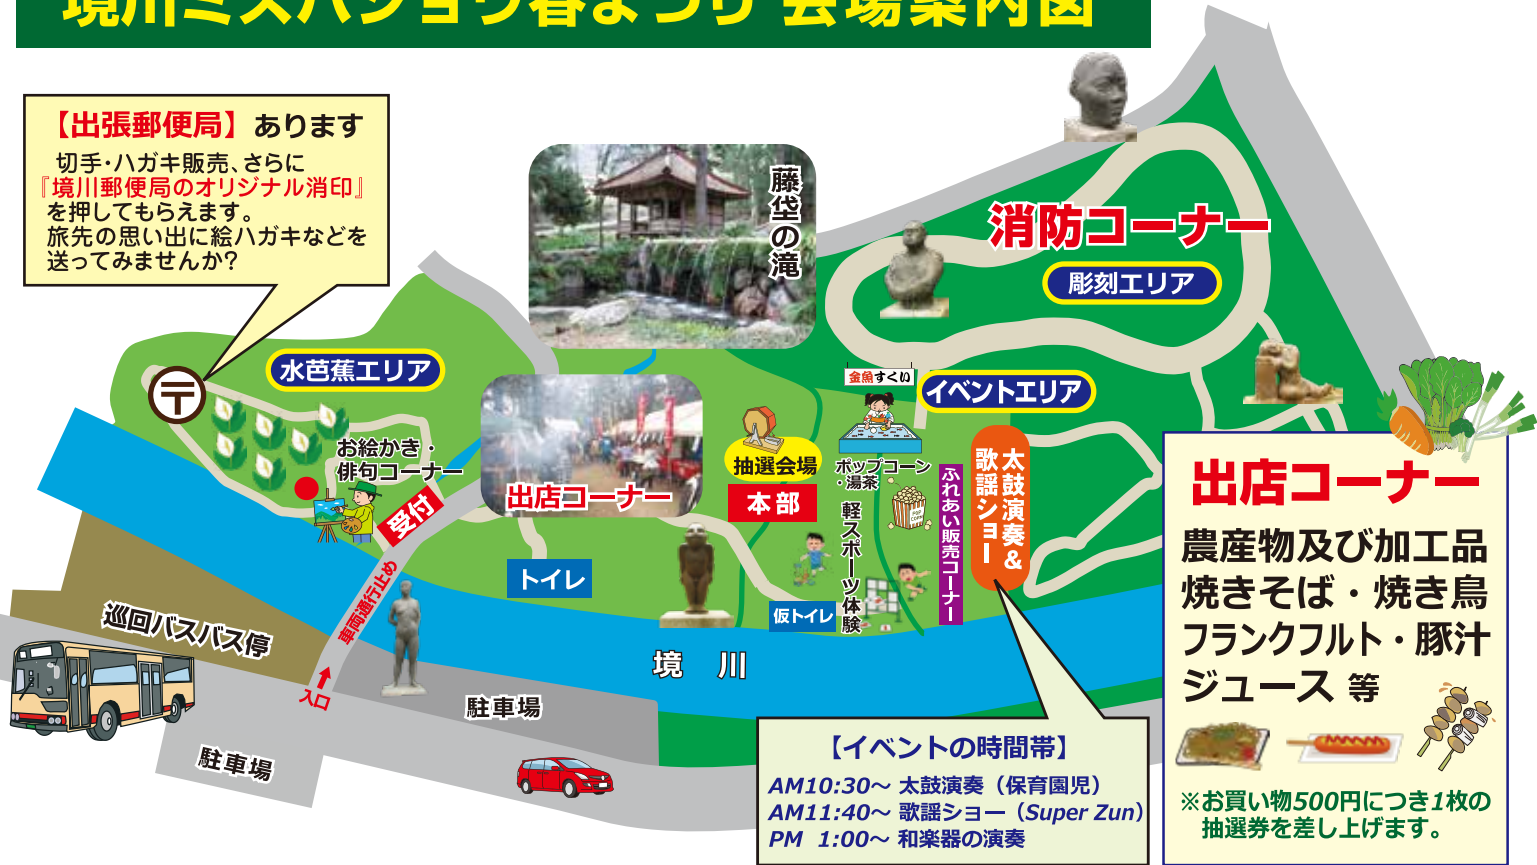 境川ミズバショウ春まつり 会場案内図
【出張郵便局】あります
切手・ハガキ販売、さらに
『境川郵便局のオリジナル消印』
を押してもらえます。
旅先の思い出に絵ハガキなどを
送ってみませんか？
藤垈の滝
消防コーナー
彫刻エリア
水芭蕉エリア
金魚すくい
イベントエリア
お絵かき・
俳句コーナー
受付
出店コーナー
抽選会場
本部
ポップコーン
・湯茶
POP
CORN
軽スポーツ体験
ふれあい販売コーナー
太鼓演奏&
歌謡ショー
トイレ
仮トイレ
車両通行止め
巡回バスバス停
入口
境 川
駐車場
駐車場
【イベントの時間帯】
AM10:30～ 太鼓演奏（保育園児）
AM11:40～ 歌謡ショー（Super Zun）
PM 1:00～ 和楽器の演奏
出店コーナー
農産物及び加工品
焼きそば・焼き鳥
フランクフルト・豚汁
ジュース 等
※お買い物500円につき1枚の
抽選券を差し上げます。